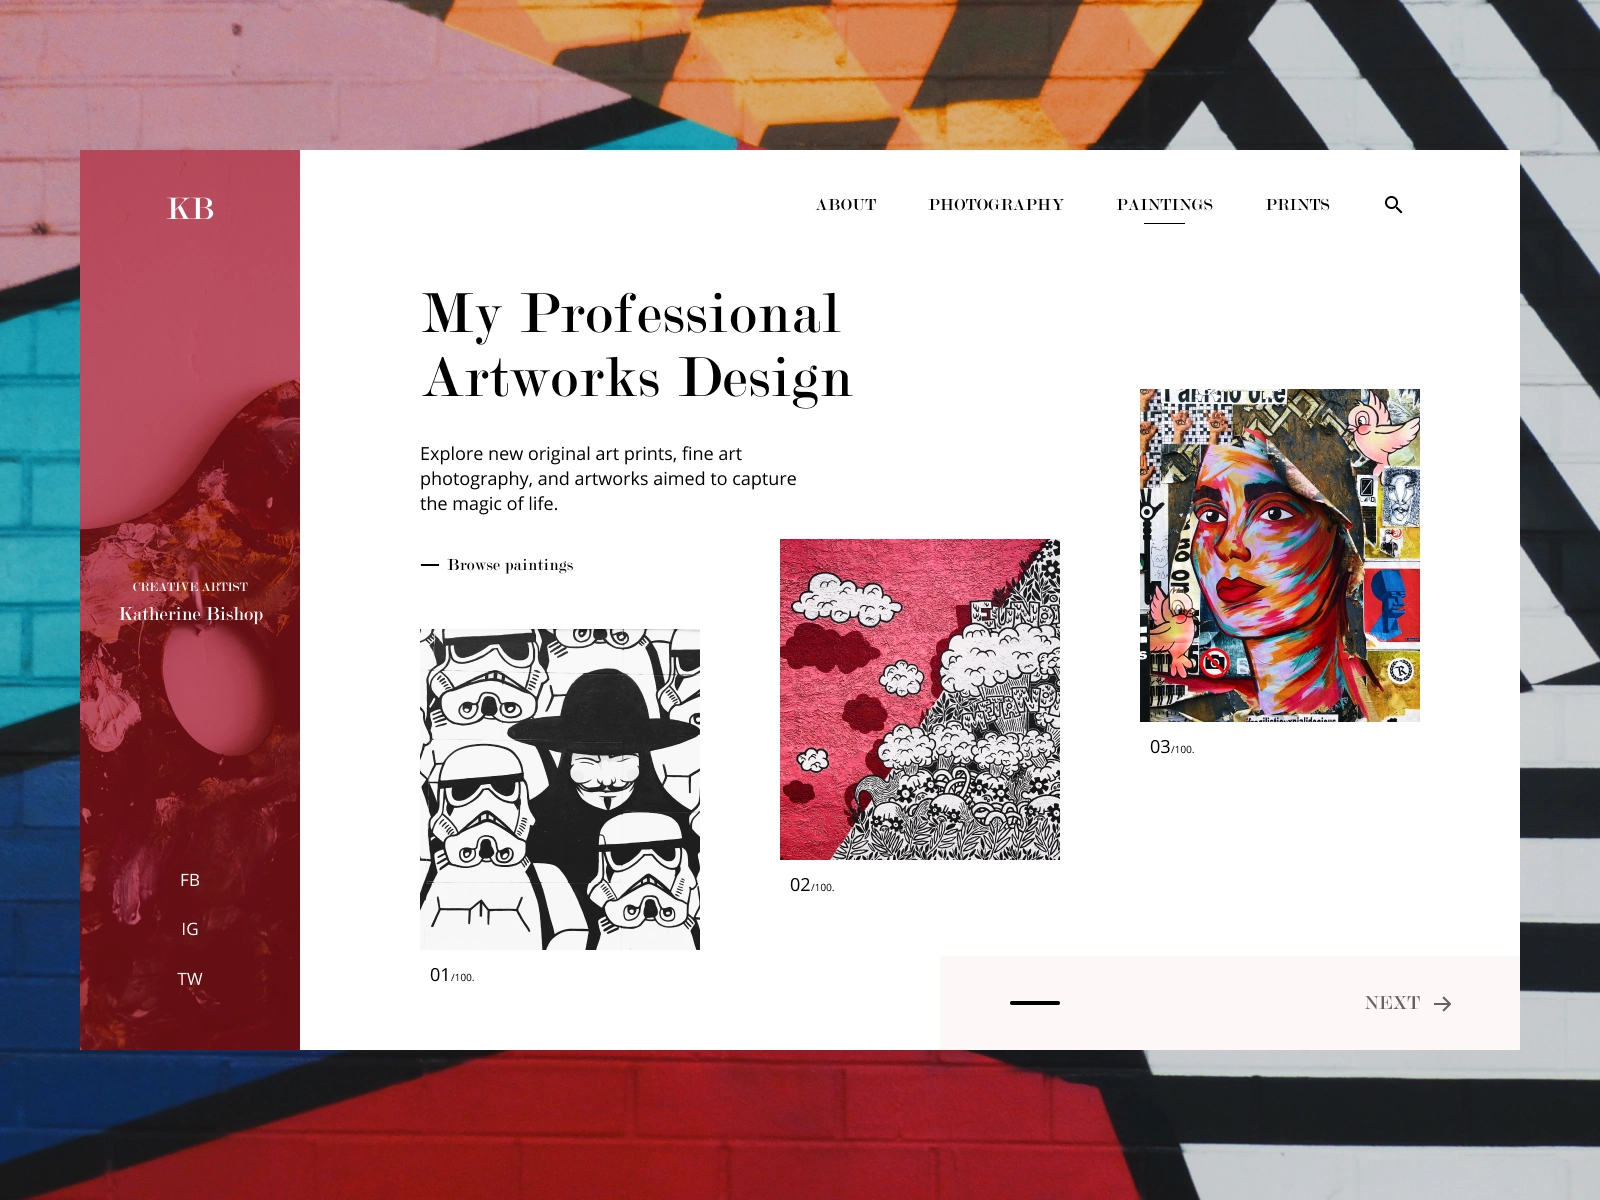 KB
ABOUT PHOTOGRAPHY PAINTINGS PRINTS
My Professional
Artworks Design
Explore new original art prints, fine art
photography, and artworks aimed to capture
the magic of life.
Browse paintings
CREATIVE ARTIST
Katherine Bishop
FB
IG
TW
01/100.
02/100.
03/100.
NEXT